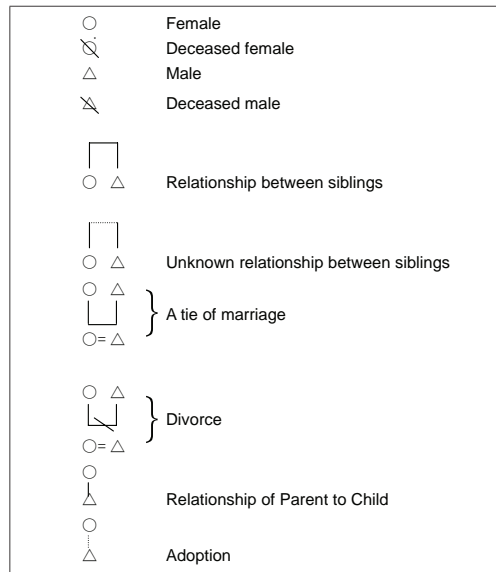 Female
Deceased female
Male
Deceased male
Relationship between siblings
Unknown relationship between siblings
A tie of marriage
Divorce
Relationship of Parent to Child
Adoption